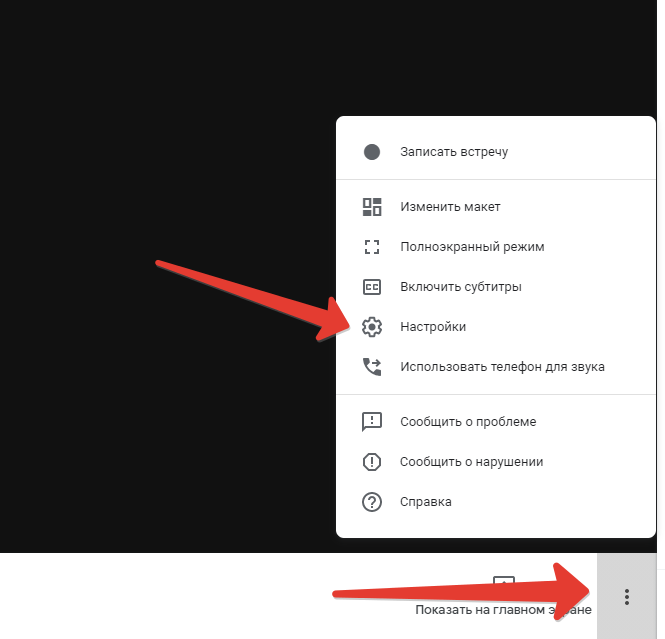 Записать встречу
Изменить макет
Полноэкранный режим
Включить субтитры
Настройки
Использовать телефон для звука
Сообщить о проблеме
Сообщить о нарушении
Справка
Показать на главном экране